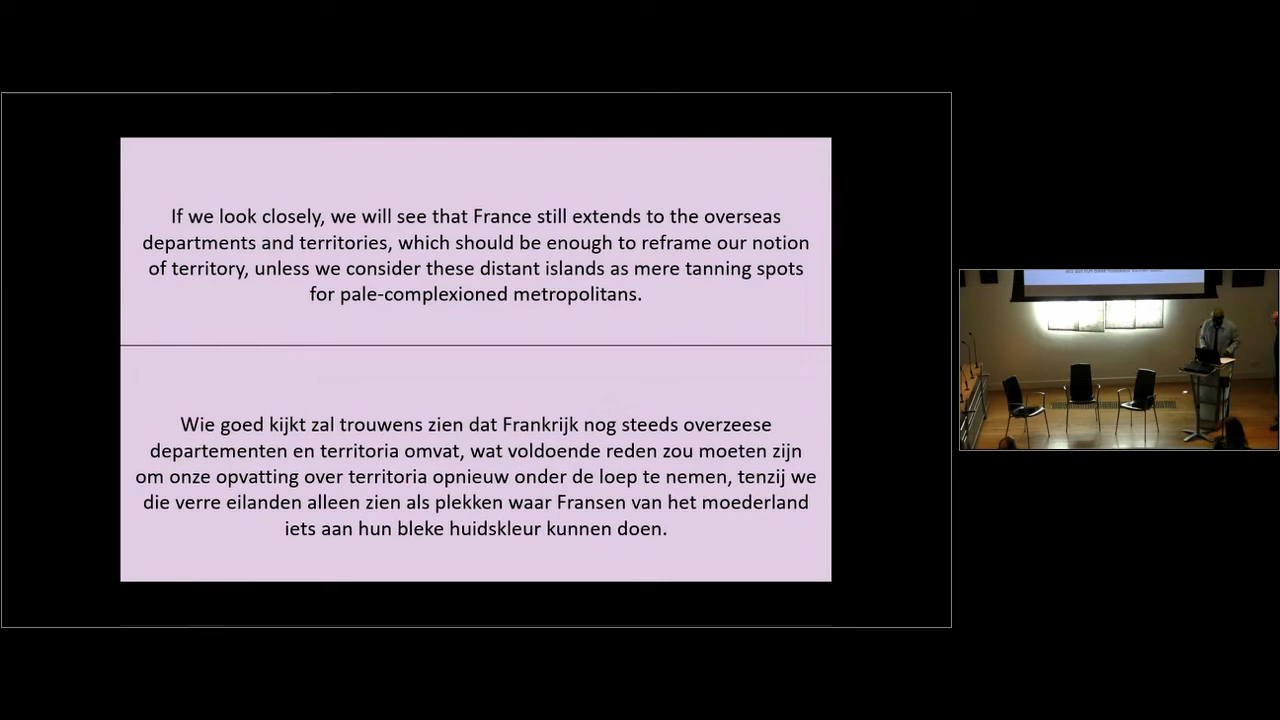 If we look closely, we will see that France still extends to the overseas
departments and territories, which should be enough to reframe our notion
of territory, unless we consider these distant islands as mere tanning spots
for pale-complexioned metropolitans.
Wie goed kijkt zal trouwens zien dat Frankrijk nog steeds overzeese
departementen en territoria omvat, wat voldoende reden zou moeten zijn
om onze opvatting over territoria opnieuw onder de loep te nemen, tenzij we
die verre eilanden alleen zien als plekken waar Fransen van het moederland
iets aan hun bleke huidskleur kunnen doen.